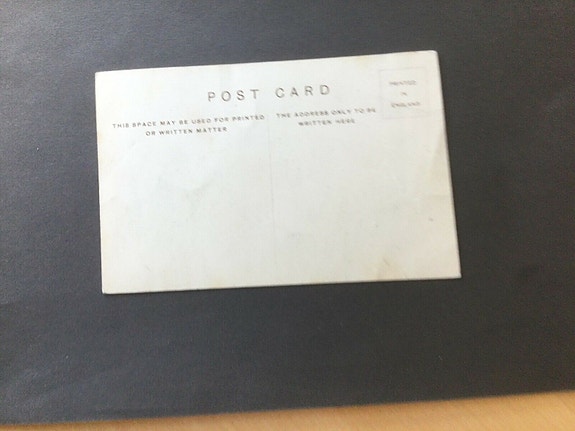 POST CARD
PRINTED
IN
ENGLAND
THIS SPACE MAY BE USED FOR PRINTED
OR WRITTEN MATTER
THE ADDRESS ONLY TO BE
WRITTEN HERE